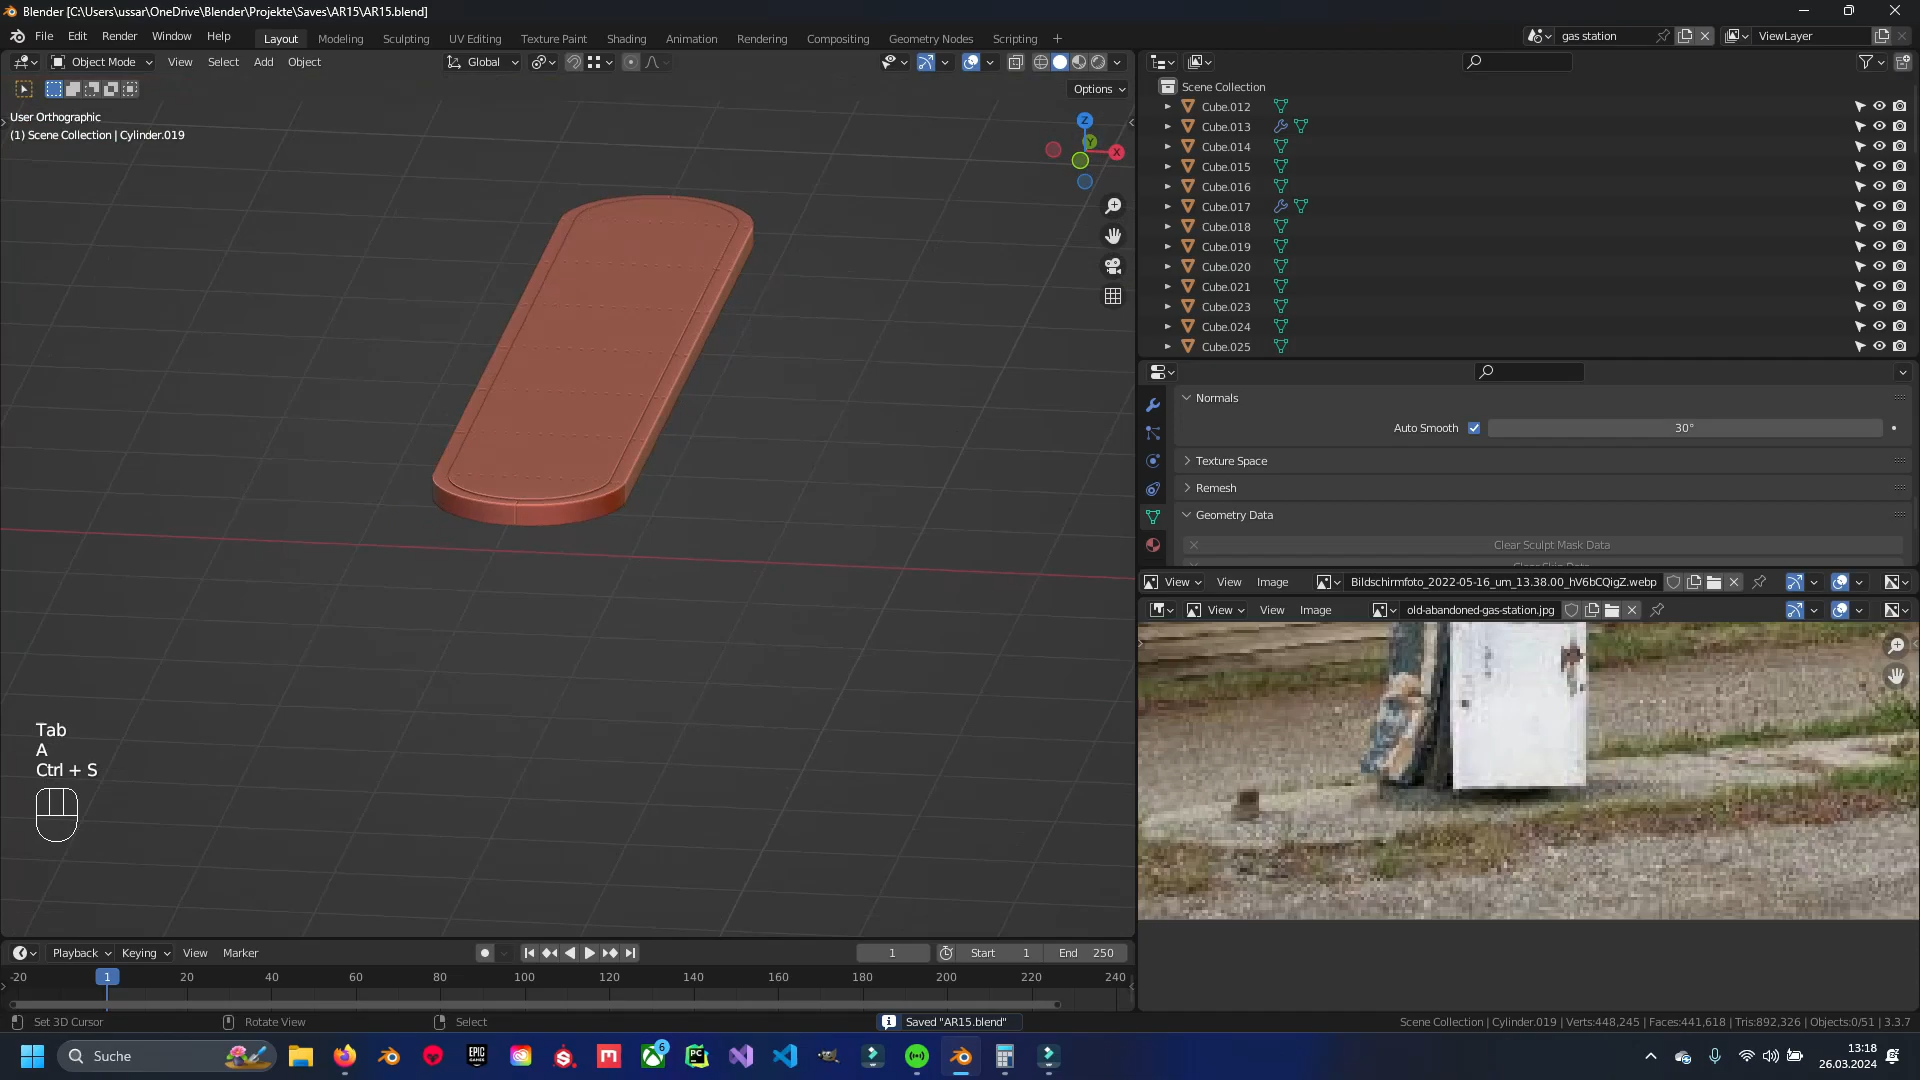 Blender [C:\Users\ussar\OneDrive\Blender\Projekte\Saves\AR15\AR15.blend]
File Edit Render Window Help
Layout Modeling Sculpting UV Editing Texture Paint Shading Animation Rendering Compositing Geometry Nodes Scripting +
gas station
ViewLayer
Object Mode View Select Add Object Global
Options
User Orthographic
(1) Scene Collection | Cylinder.019
Z
Y
X
Tab
A
Ctrl + S
Scene Collection
Cube.012
Cube.013
Cube.014
Cube.015
Cube.016
Cube.017
Cube.018
Cube.019
Cube.020
Cube.021
Cube.023
Cube.024
Cube.025
Normals
Auto Smooth 30°
Texture Space
Remesh
Geometry Data
Clear Sculpt Mask Data
View View Image Bildschirmfoto_2022-05-16_um_13.38.00_hV6bCQigZ.webp
View View Image old-abandoned-gas-station.jpg
Playback Keying View Marker 1 Start 1 End 250
-20 1 20 40 60 80 100 120 140 160 180 200 220 240
Set 3D Cursor Rotate View Select Saved "AR15.blend" Scene Collection | Cylinder.019 | Verts:448,245 | Faces:441,618 | Tris:892,326 | Objects:0/51 | 3.3.7
Suche
EPIC GAMES
6
PC
13:18
26.03.2024